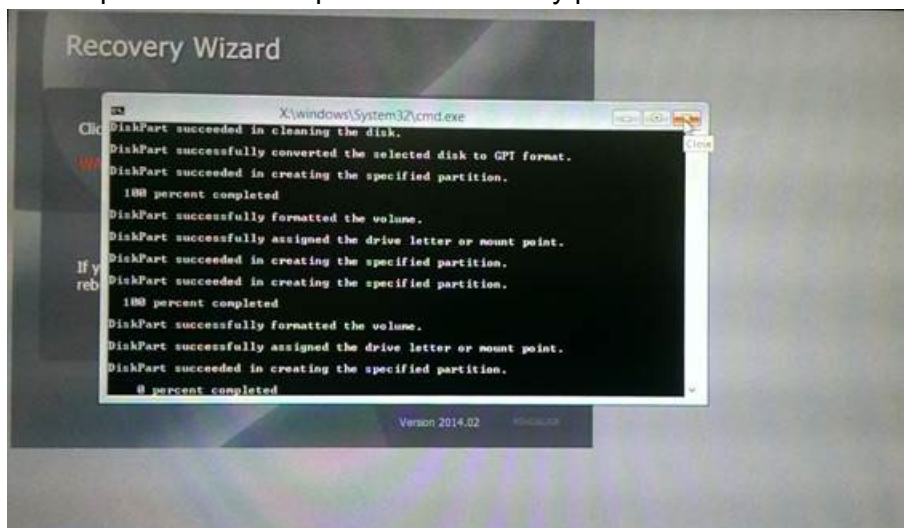 Recovery Wizard
X:\windows\System32\cmd.exe
Clic
DiskPart succeeded in cleaning the disk.
Close
DiskPart successfully converted the selected disk to GPT format.
WA
DiskPart succeeded in creating the specified partition.
100 percent completed
DiskPart successfully formatted the volume.
DiskPart successfully assigned the drive letter or mount point.
If y
DiskPart succeeded in creating the specified partition.
reb
DiskPart succeeded in creating the specified partition.
100 percent completed
DiskPart successfully formatted the volume.
DiskPart successfully assigned the drive letter or mount point.
DiskPart succeeded in creating the specified partition.
0 percent completed
Version 2014.02